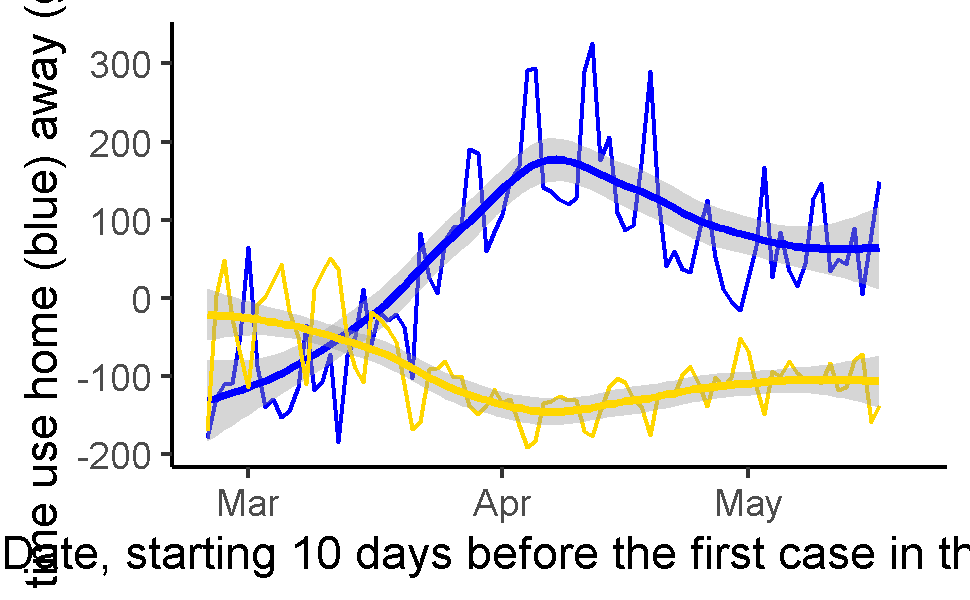 time use home (blue) away (
300
200
100
0
-100
-200
Mar Apr May
Date, starting 10 days before the first case in th